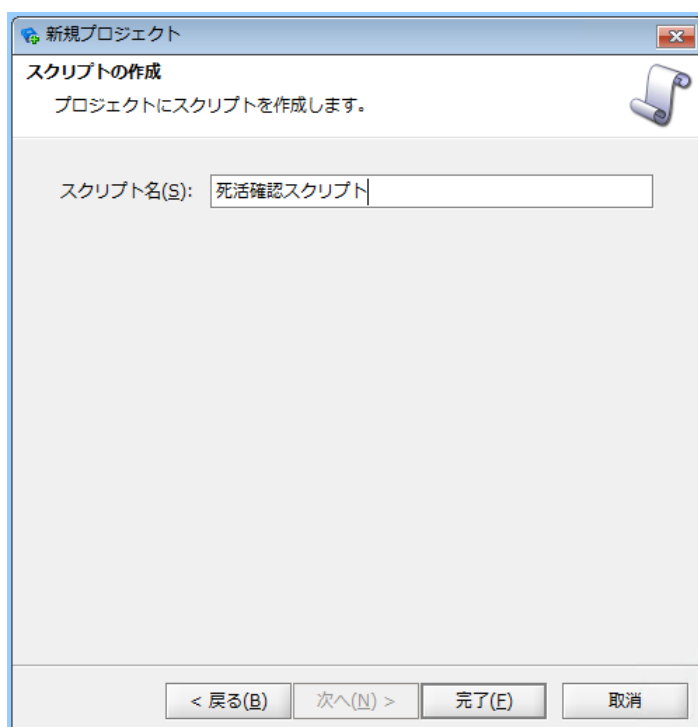 新規プロジェクト
スクリプトの作成
プロジェクトにスクリプトを作成します。
スクリプト名(S): 死活確認スクリプト
< 戻る(B) 次へ(N) > 完了(F) 取消